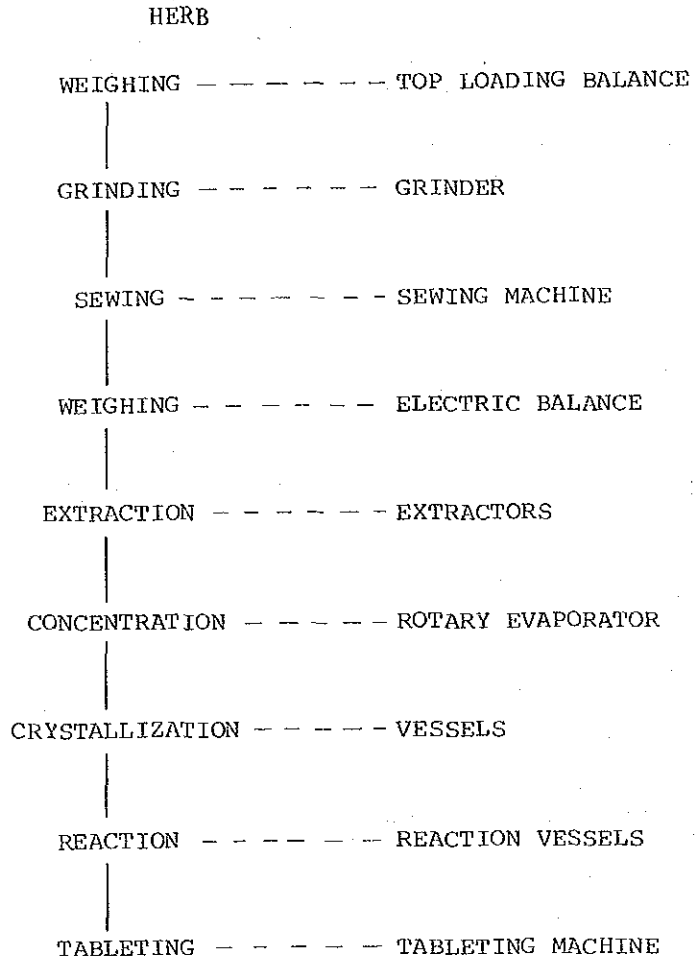 HERB
WEIGHING — — — — — — TOP LOADING BALANCE
GRINDING — — — — — GRINDER
SEWING — — — — — — SEWING MACHINE
WEIGHING — — — — — ELECTRIC BALANCE
EXTRACTION — — — — — EXTRACTORS
CONCENTRATION — — — — — ROTARY EVAPORATOR
CRYSTALLIZATION — — — — — VESSELS
REACTION — — — — — — REACTION VESSELS
TABLETING — — — — — TABLETING MACHINE